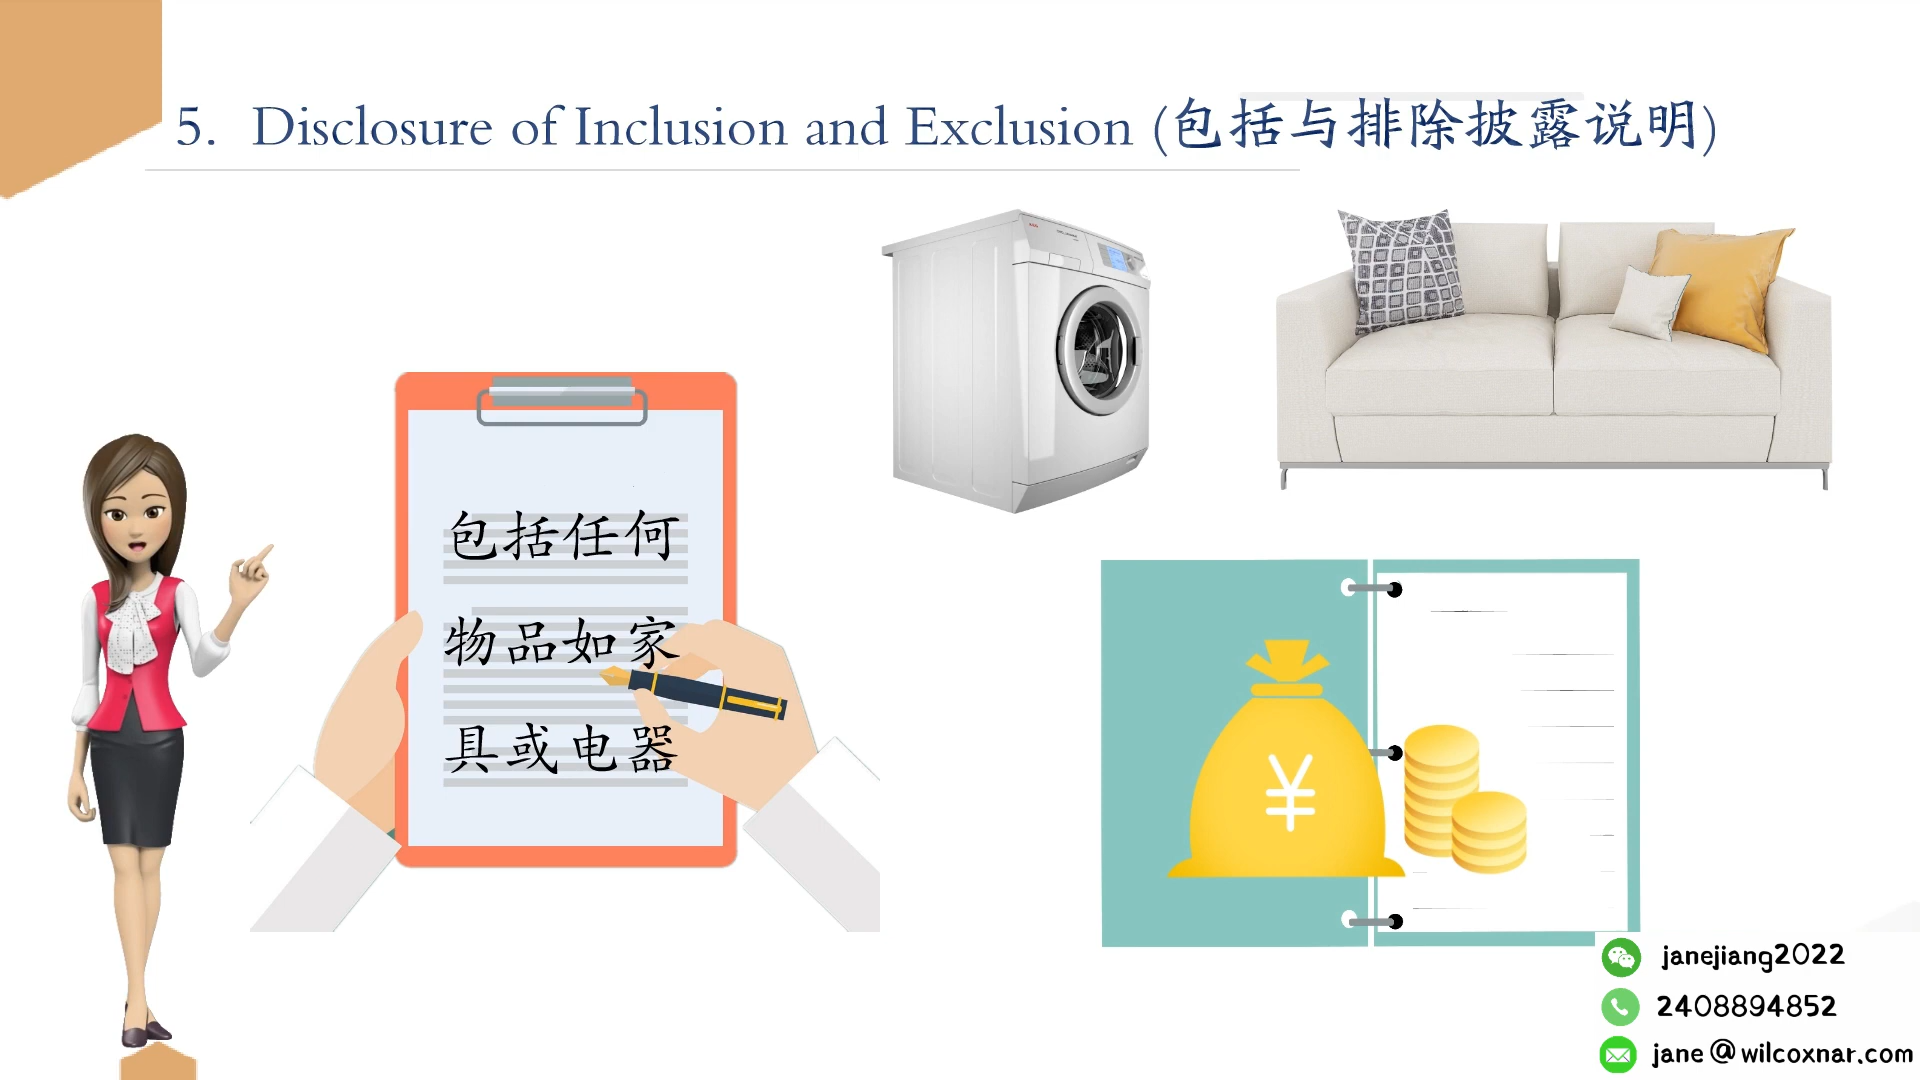 5. Disclosure of Inclusion and Exclusion (包括与排除披露说明)
包括任何
物品如家
具或电器
¥
janejiang2022
2408894852
jane@wilcoxnar.com